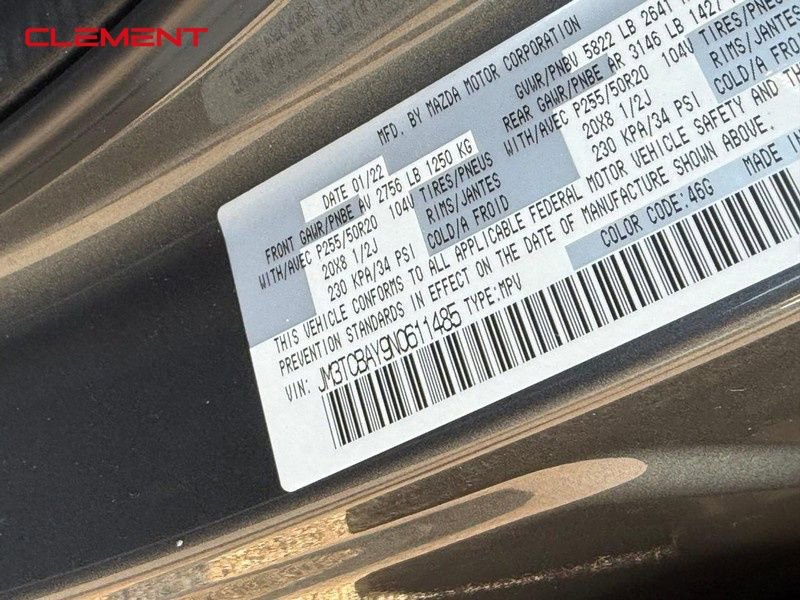 CLEMENT
MFD. BY MAZDA MOTOR CORPORATION
DATE 01/22
GVWR/PNBV 5822 LB 2641
FRONT GAWR/PNBE AV 2756 LB 1250 KG
REAR GAWR/PNBE AR 3146 LB 1427
WITH/AVEC P255/50R20 104V TIRES/PNEUS
20X8 1/2J RIMS/JANTES
230 KPA/34 PSI COLD/A FROID
WITH/AVEC P255/50R20 104V TIRES/PNEUS
20X8 1/2J RIMS/JANTES
230 KPA/34 PSI COLD/A FROID
THIS VEHICLE CONFORMS TO ALL APPLICABLE FEDERAL MOTOR VEHICLE SAFETY AND
PREVENTION STANDARDS IN EFFECT ON THE DATE OF MANUFACTURE SHOWN ABOVE.
COLOR CODE:46G MADE IN
VIN: JM3TCBAY9N0611485 TYPE:MPV